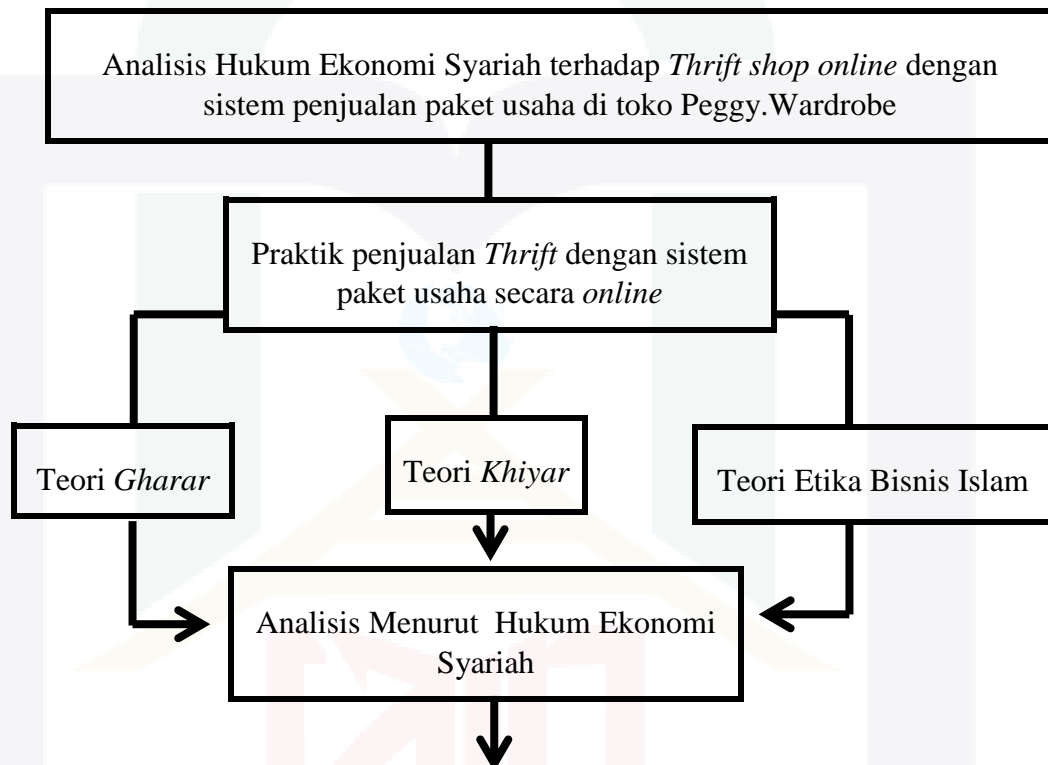 Analisis Hukum Ekonomi Syariah terhadap Thrift shop online dengan
sistem penjualan paket usaha di toko Peggy.Wardrobe
Praktik penjualan Thrift dengan sistem
paket usaha secara online
Teori Gharar
Teori Khiyar
Teori Etika Bisnis Islam
Analisis Menurut Hukum Ekonomi
Syariah